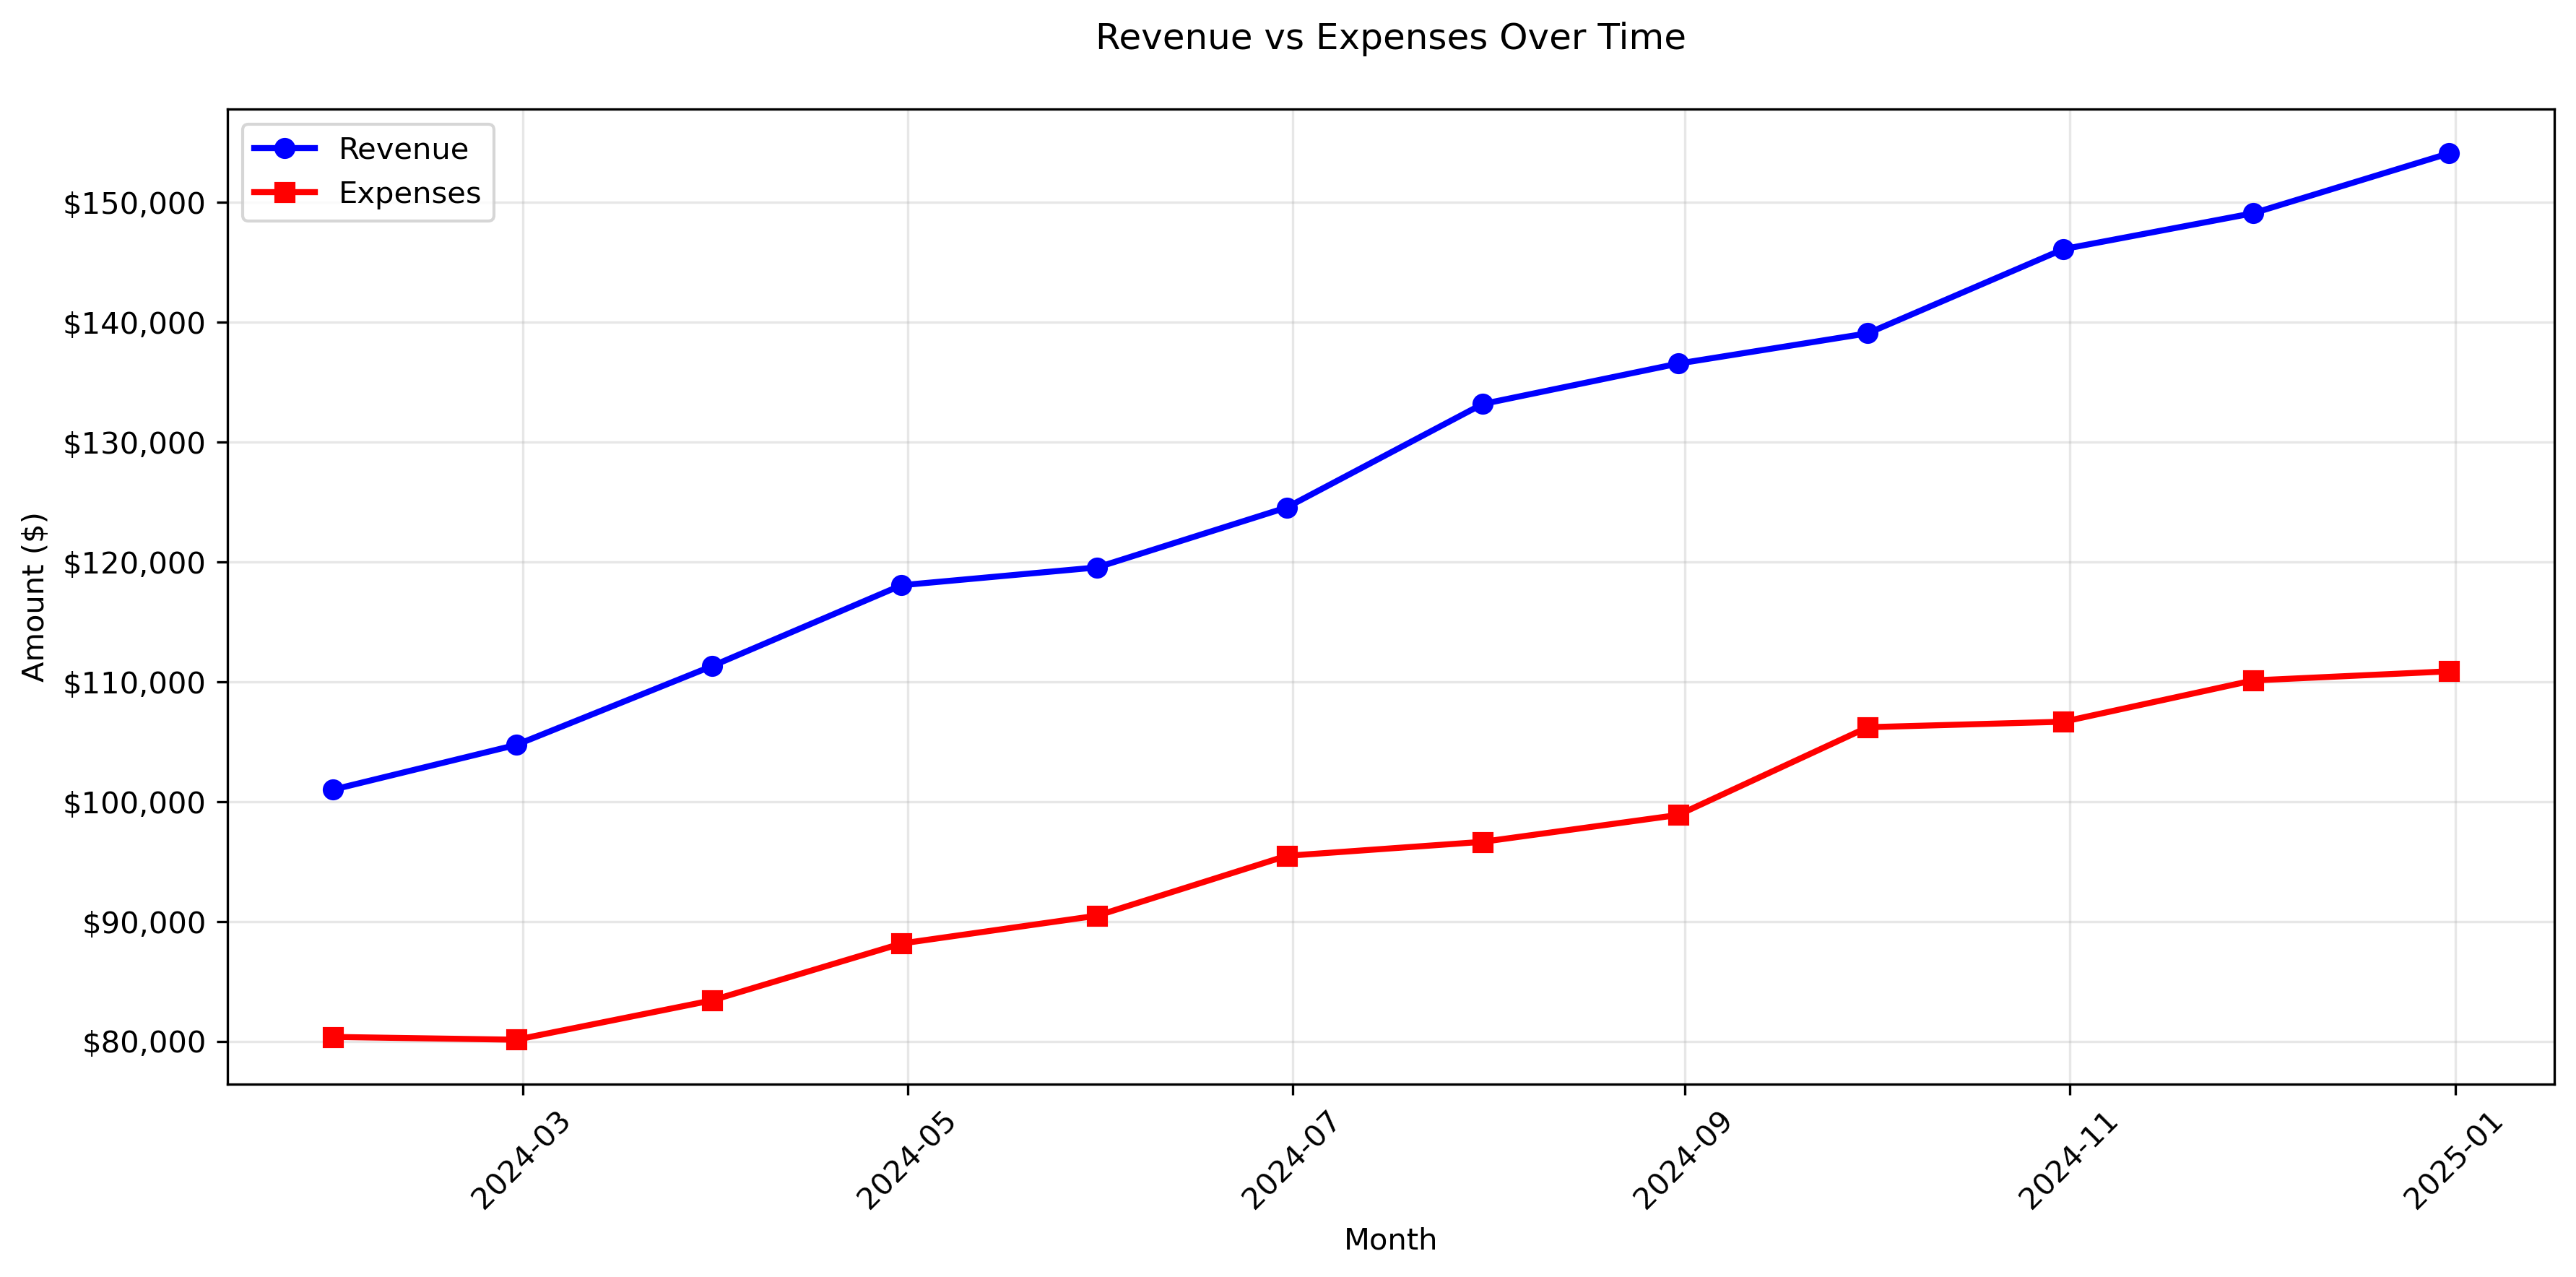 Revenue vs Expenses Over Time
Revenue
Expenses
Amount ($)
$150,000
$140,000
$130,000
$120,000
$110,000
$100,000
$90,000
$80,000
2024-03
2024-05
2024-07
2024-09
2024-11
2025-01
Month